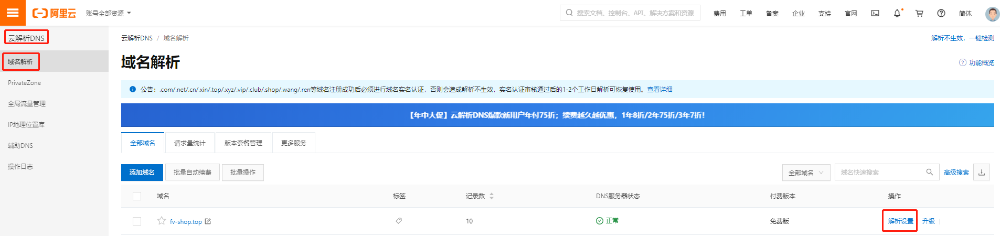 阿里云 账号全部资源 搜索文档、控制台、API、解决方案和资源 费用 工单 备案 企业 支持 官网 简体
云解析DNS
域名解析
PrivateZone
全局流量管理
IP地理位置库
辅助DNS
操作日志
云解析DNS / 域名解析 解析不生效，一键检测
域名解析 功能概览
公告：.com/.net/.cn/.xin/.top/.xyz/.vip/.club/.shop/.wang/.ren等域名注册成功后必须进行域名实名认证，否则会造成解析不生效，实名认证审核通过后的1-2个工作日解析可恢复使用。查看详细
【年中大促】云解析DNS爆款新用户年付75折；续费越久越优惠，1年8折/2年75折/3年7折！
全部域名 请求量统计 版本套餐管理 更多服务
添加域名 批量自动续费 批量操作 全部域名 域名快速搜索 高级搜索
域名 标签 记录数 DNS服务器状态 付费版本 操作
fv-shop.top 10 正常 免费版 解析设置 升级